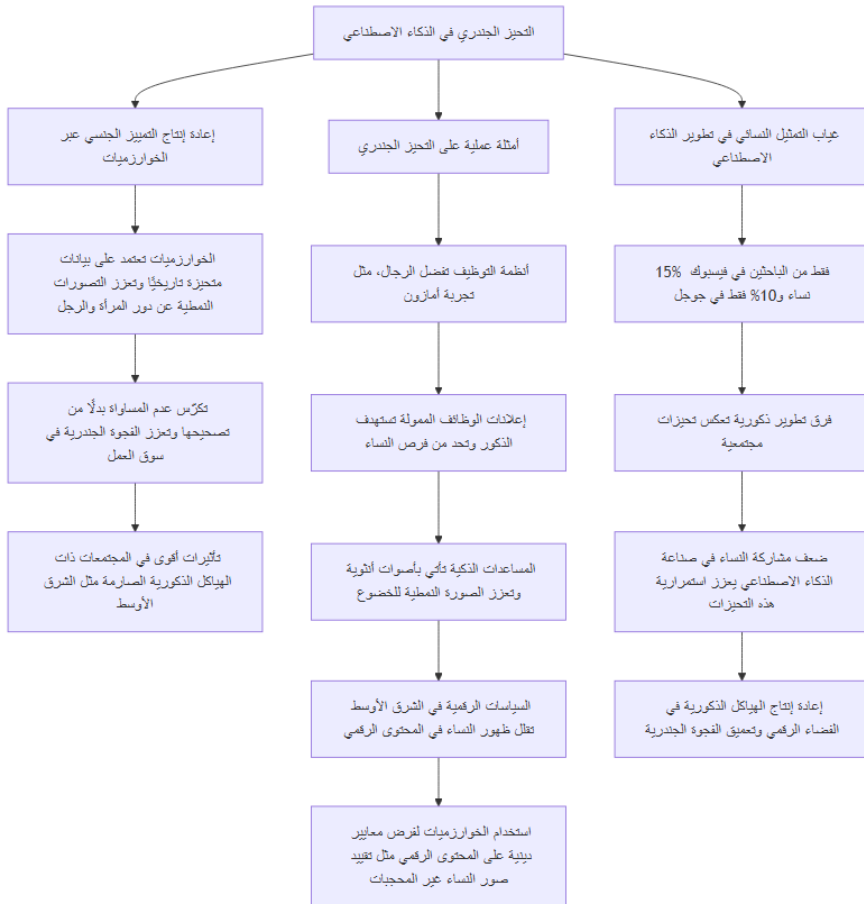 التحيز الجندري في الذكاء الاصطناعي
إعادة إنتاج التمييز الجنسي عبر
الخوارزميات
الخوارزميات تعتمد على بيانات
متحيزة تاريخيًا وتعزز التصورات
النمطية عن دور المرأة والرجل
تكرّس عدم المساواة بدلًا من
تصحيحها وتعزز الفجوة الجندرية في
سوق العمل
تأثيرات أقوى في المجتمعات ذات
الهياكل الذكورية الصارمة مثل الشرق
الأوسط
أمثلة عملية على التحيز الجندري
أنظمة التوظيف تفضل الرجال، مثل
تجربة أمازون
إعلانات الوظائف الممولة تستهدف
الذكور وتحد من فرص النساء
المساعدات الذكية تأتي بأصوات أنثوية
وتعزز الصورة النمطية للخضوع
السياسات الرقمية في الشرق الأوسط
تقلل ظهور النساء في المحتوى الرقمي
استخدام الخوارزميات لفرض معايير
دينية على المحتوى الرقمي مثل تقييد
صور النساء غير المحجبات
غياب التمثيل النسائي في تطوير الذكاء
الاصطناعي
فقط من الباحثين في فيسبوك 15%
نساء و10% فقط في جوجل
فرق تطوير ذكورية تعكس تحيزات
مجتمعية
ضعف مشاركة النساء في صناعة
الذكاء الاصطناعي يعزز استمرارية
هذه التحيزات
إعادة إنتاج الهياكل الذكورية في
الفضاء الرقمي وتعميق الفجوة الجندرية